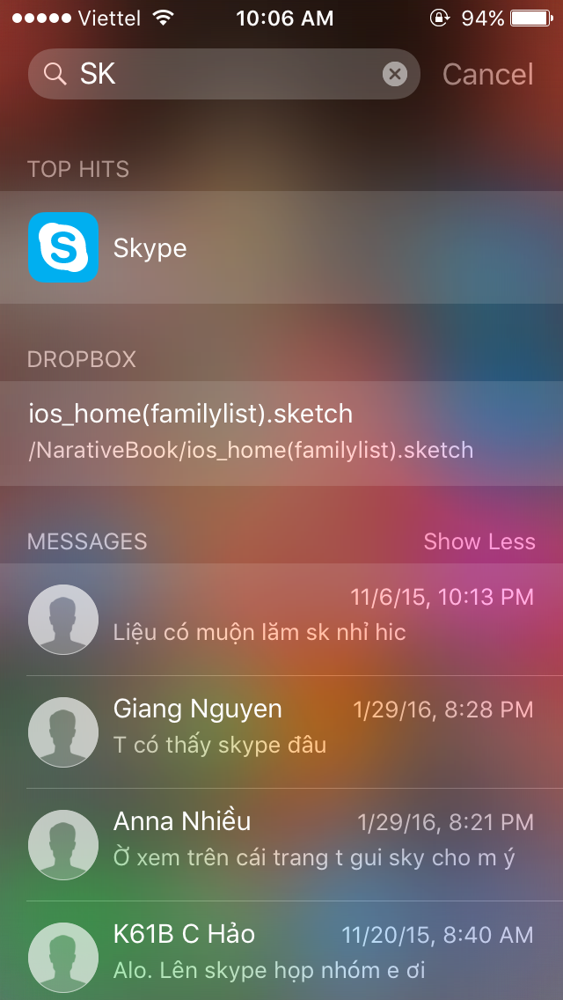 Viettel 10:06 AM 94%
SK Cancel
TOP HITS
Skype
DROPBOX
ios_home(familylist).sketch
/NarativeBook/ios_home(familylist).sketch
MESSAGES Show Less
11/6/15, 10:13 PM
Liệu có muộn lăm sk nhỉ hic
Giang Nguyen 1/29/16, 8:28 PM
T có thấy skype đâu
Anna Nhiều 1/29/16, 8:21 PM
Ờ xem trên cái trang t gui sky cho m ý
K61B C Hảo 11/20/15, 8:40 AM
Alo. Lên skype họp nhóm e ơi